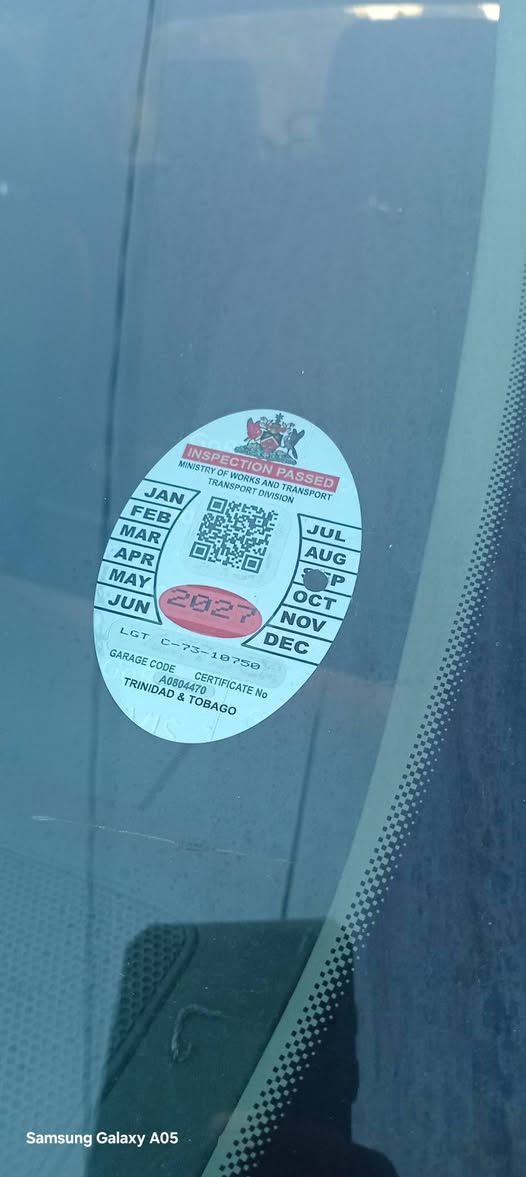 INSPECTION PASSED
MINISTRY OF WORKS AND TRANSPORT
TRANSPORT DIVISION
JAN
FEB
MAR
APR
MAY
JUN
JUL
AUG
SEP
OCT
NOV
DEC
2027
LGT C-73-10750
GARAGE CODE CERTIFICATE No
A0804470
TRINIDAD & TOBAGO
Samsung Galaxy A05